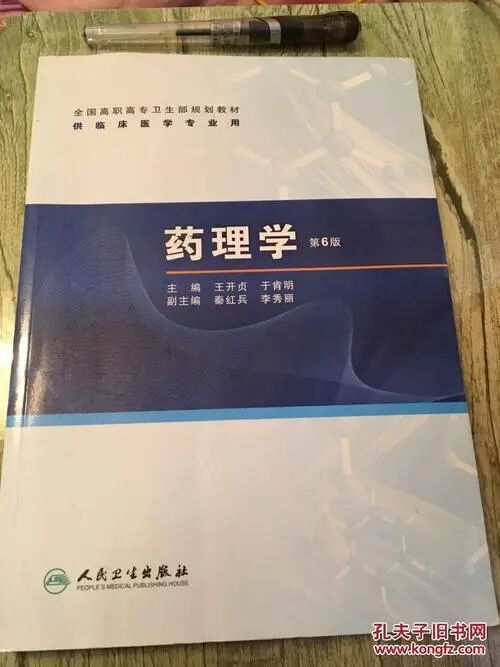 全国高职高专卫生部规划教材
供临床医学专业用
药理学 第6版
主 编 王开贞 于肯明
副主编 秦红兵 李秀丽
人民卫生出版社
PEOPLE'S MEDICAL PUBLISHING HOUSE
孔夫子旧书网
www.kongfz.com